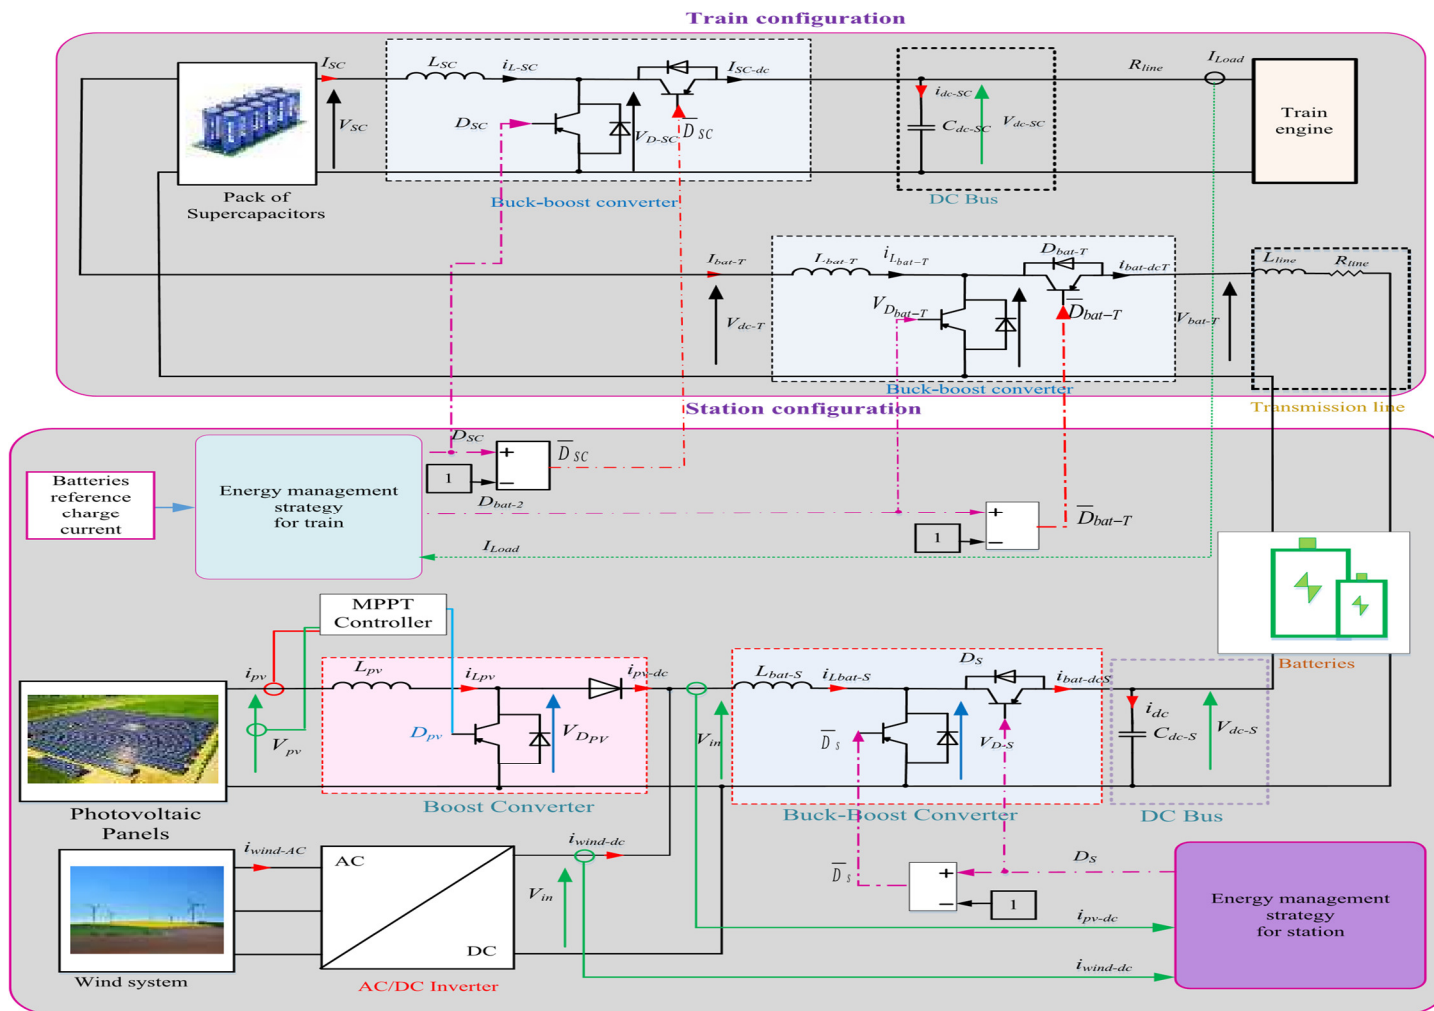 Train configuration
I_SC
L_SC
i_L-SC
I_SC-dc
R_line
I_Load
V_SC
D_SC
V_D-SC
D̅_SC
i_dc-SC
C_dc-SC
V_dc-SC
Train
engine
Pack of
Supercapacitors
Buck-boost converter
DC Bus
I_bat-T
L_bat-T
i_Lbat-T
D_bat-T
i_bat-dcT
L_line
R_line
V_dc-T
V_Dbat-T
D̅_bat-T
V_bat-T
Buck-boost converter
Transmission line
Station configuration
Batteries
reference
charge
current
Energy management
strategy
for train
D_SC
+
−
1
D̅_SC
D_bat-2
+
−
1
D̅_bat-T
I_Load
MPPT
Controller
Batteries
i_pv
L_pv
i_Lpv
i_pv-dc
L_bat-S
i_Lbat-S
D_S
i_bat-dcS
V_pv
D_pv
V_DPV
V_in
D̅_s
V_D-S
i_dc
C_dc-S
V_dc-S
Photovoltaic
Panels
Boost Converter
Buck-Boost Converter
DC Bus
i_wind-AC
AC
DC
i_wind-dc
V_in
D̅_s
+
−
1
D_S
i_pv-dc
i_wind-dc
Energy management
strategy
for station
Wind system
AC/DC Inverter